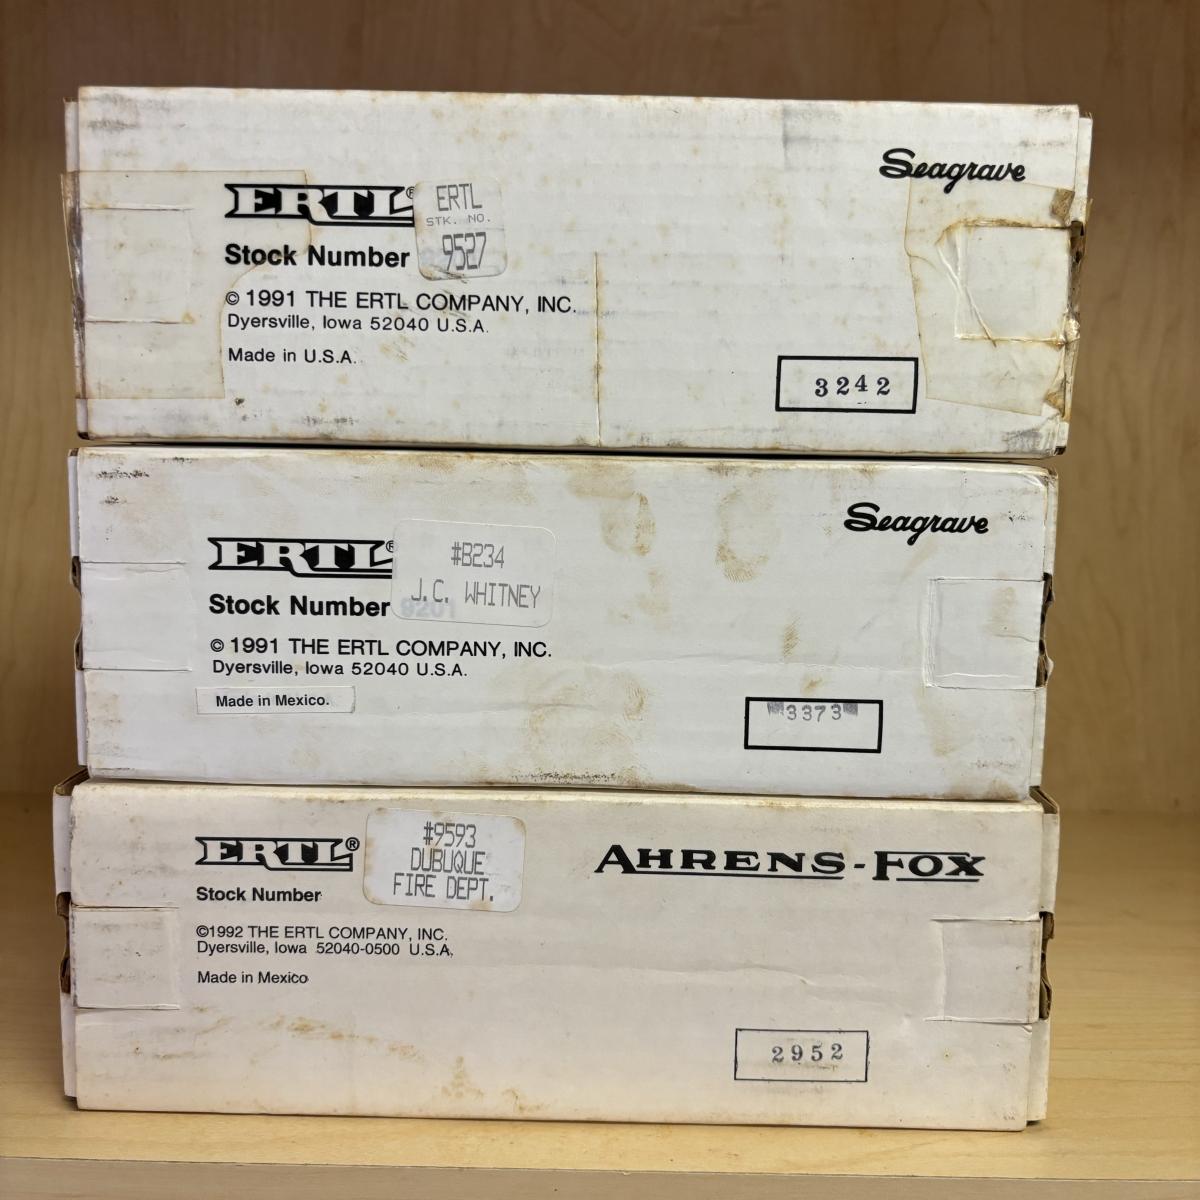 Seagrave
ERTL®
ERTL
STK. NO.
9527
Stock Number
© 1991 THE ERTL COMPANY, INC.
Dyersville, Iowa 52040 U.S.A.
Made in U.S.A.
3242
Seagrave
ERTL®
#B234
J.C. WHITNEY
Stock Number 9201
© 1991 THE ERTL COMPANY, INC.
Dyersville, Iowa 52040 U.S.A.
Made in Mexico.
3373
ERTL®
#9593
DUBUQUE
FIRE DEPT.
AHRENS-FOX
Stock Number
©1992 THE ERTL COMPANY, INC.
Dyersville, Iowa 52040-0500 U.S.A.
Made in Mexico
2952